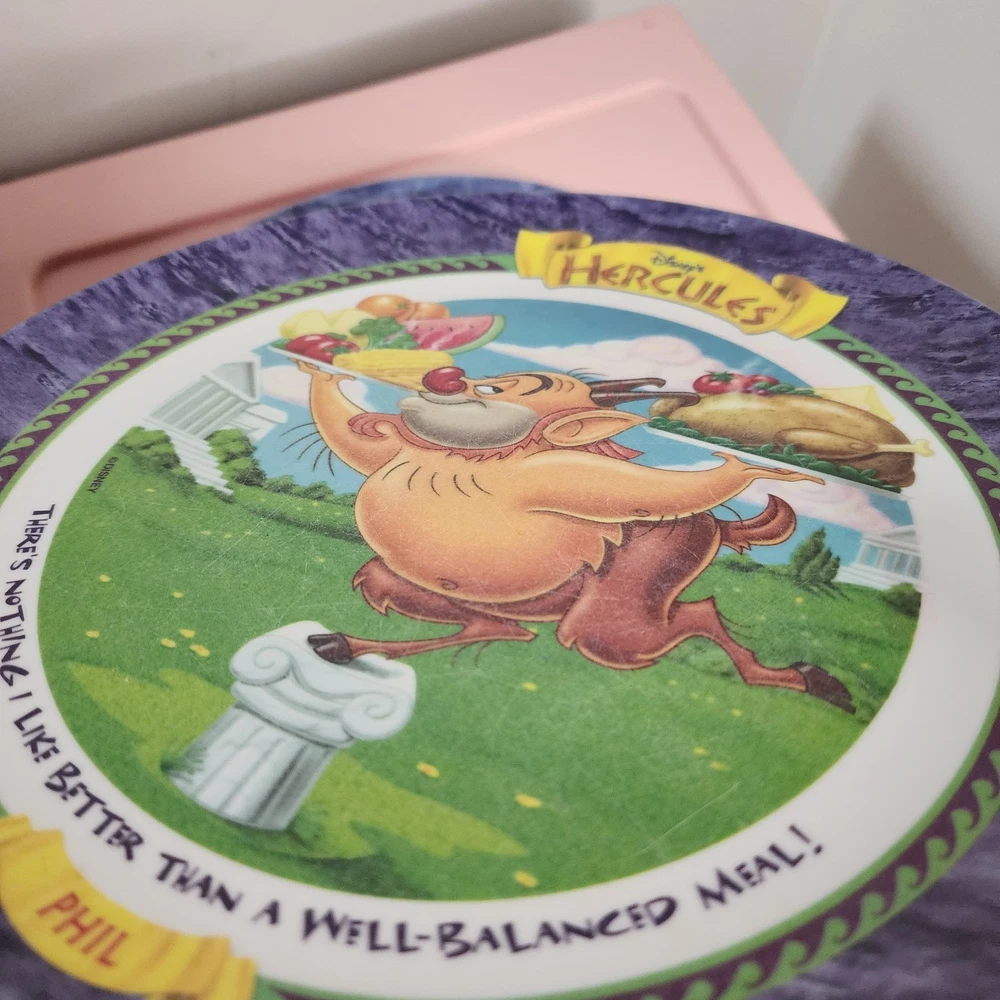 Disney's
HERCULES
© DISNEY
THERE'S NOTHING I LIKE BETTER THAN A WELL-BALANCED MEAL!
PHIL